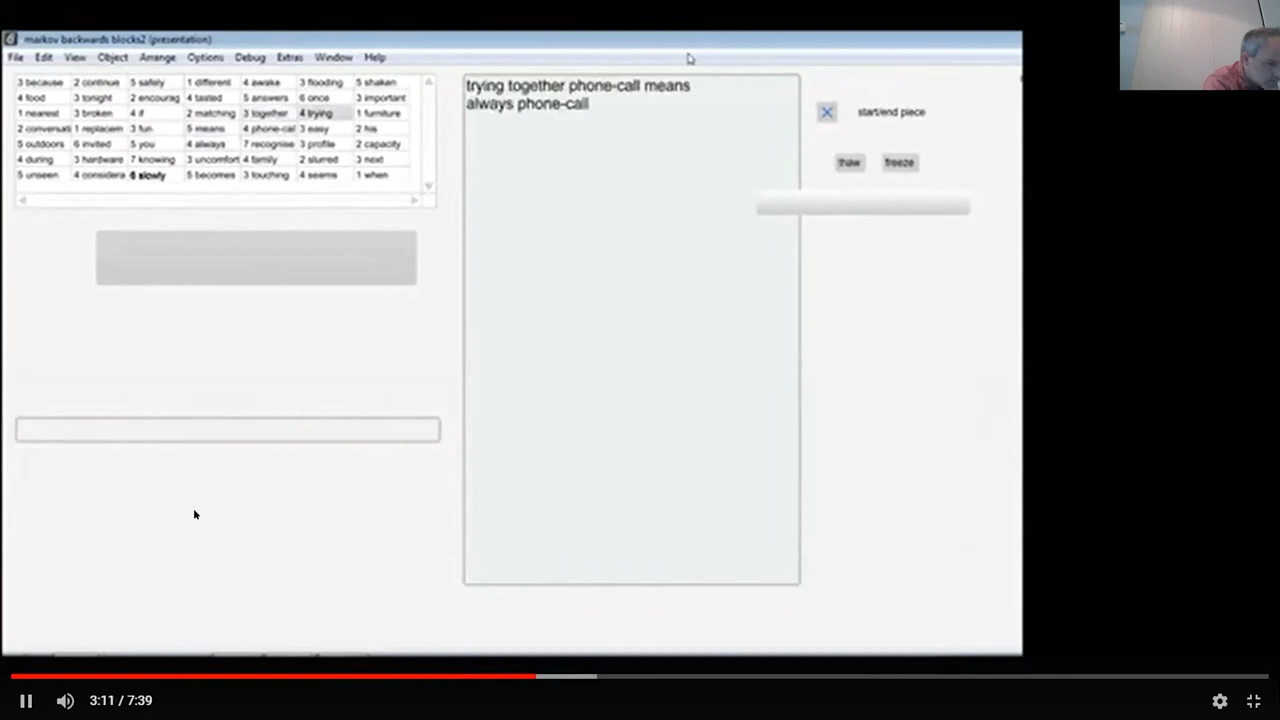 markov backwards blocks2 (presentation)
File Edit View Object Arrange Options Debug Extras Window Help
3 because 2 continue 5 safely 1 different 4 awake 3 flooding 5 shaken
4 food 3 tonight 2 encourag 4 tasted 5 answers 6 once 3 important
1 nearest 3 broken 4 if 2 matching 3 together 4 trying 1 furniture
2 conversati 1 replacem 3 fun 5 means 4 phone-cal 3 easy 2 his
5 outdoors 6 invited 5 you 4 always 7 recognise 3 profile 2 capacity
4 during 3 hardware 7 knowing 3 uncomfort 4 family 2 slurred 3 next
5 unseen 4 considera 6 slowly 5 becomes 3 touching 4 seems 1 when
trying together phone-call means
always phone-call
start/end piece
thaw freeze
3:11 / 7:39